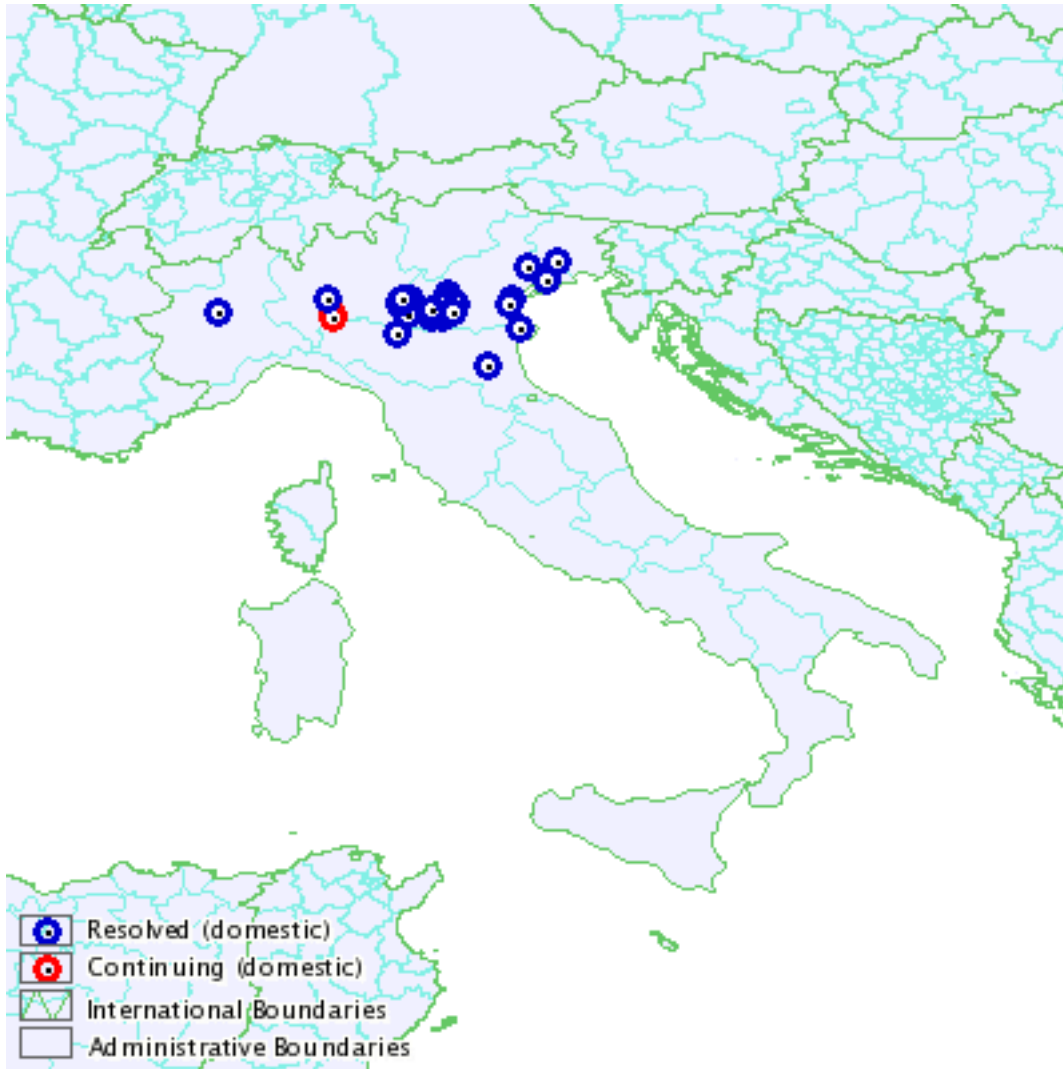 Resolved (domestic)
Continuing (domestic)
International Boundaries
Administrative Boundaries